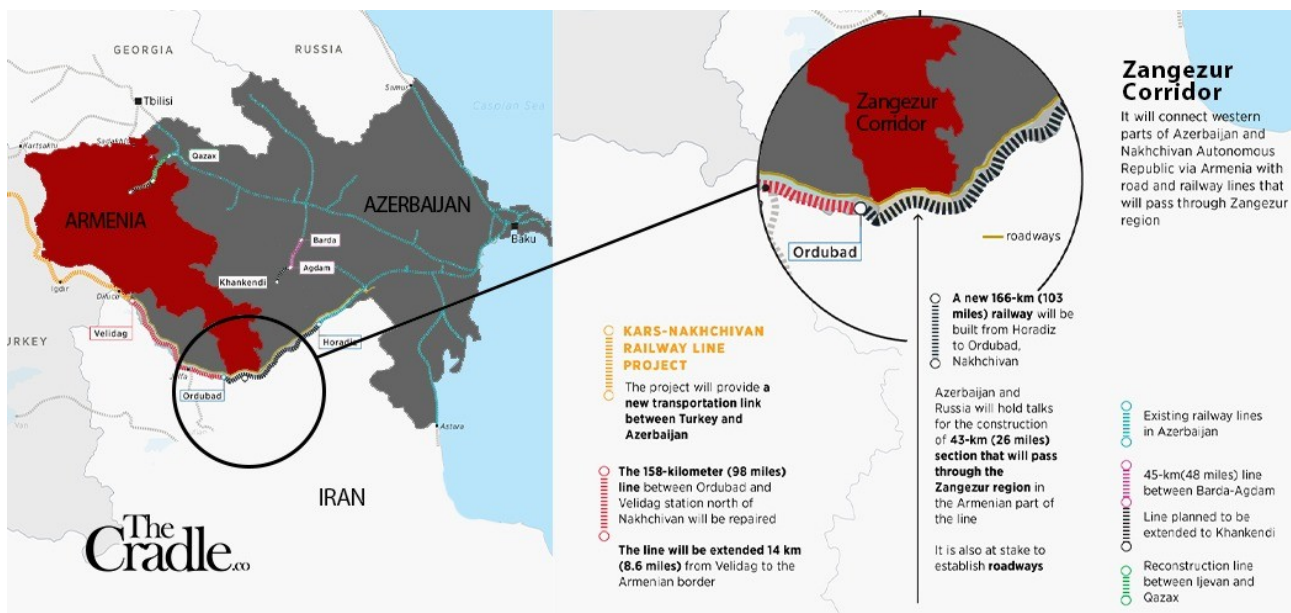 GEORGIA
RUSSIA
Tbilisi
Samur
Caspian Sea
Kartsakhi
Qazax
ARMENIA
AZERBAIJAN
Baku
Barda
Agdam
Khankendi
Igdir
Dilucu
Velidag
Horadiz
URKEY
Julfa
Ordubad
Astara
Van
IRAN
The
Cradle.co
Zangezur
Corridor
Ordubad
roadways
Zangezur
Corridor
It will connect western
parts of Azerbaijan and
Nakhchivan Autonomous
Republic via Armenia with
road and railway lines that
will pass through Zangezur
region
KARS-NAKHCHIVAN
RAILWAY LINE
PROJECT
The project will provide a
new transportation link
between Turkey and
Azerbaijan
The 158-kilometer (98 miles)
line between Ordubad and
Velidag station north of
Nakhchivan will be repaired
The line will be extended 14 km
(8.6 miles) from Velidag to the
Armenian border
A new 166-km (103
miles) railway will be
built from Horadiz
to Ordubad,
Nakhchivan
Azerbaijan and
Russia will hold talks
for the construction
of 43-km (26 miles)
section that will pass
through the
Zangezur region in
the Armenian part of
the line
It is also at stake to
establish roadways
Existing railway lines
in Azerbaijan
45-km(48 miles) line
between Barda-Agdam
Line planned to be
extended to Khankendi
Reconstruction line
between Ijevan and
Qazax